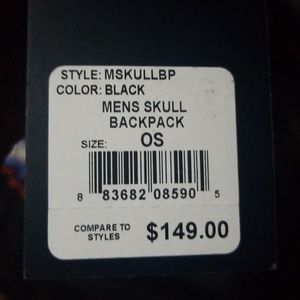 STYLE: MSKULLBP
COLOR: BLACK
MENS SKULL
BACKPACK
SIZE: OS
8 83682 08590 5
COMPARE TO
STYLES $149.00